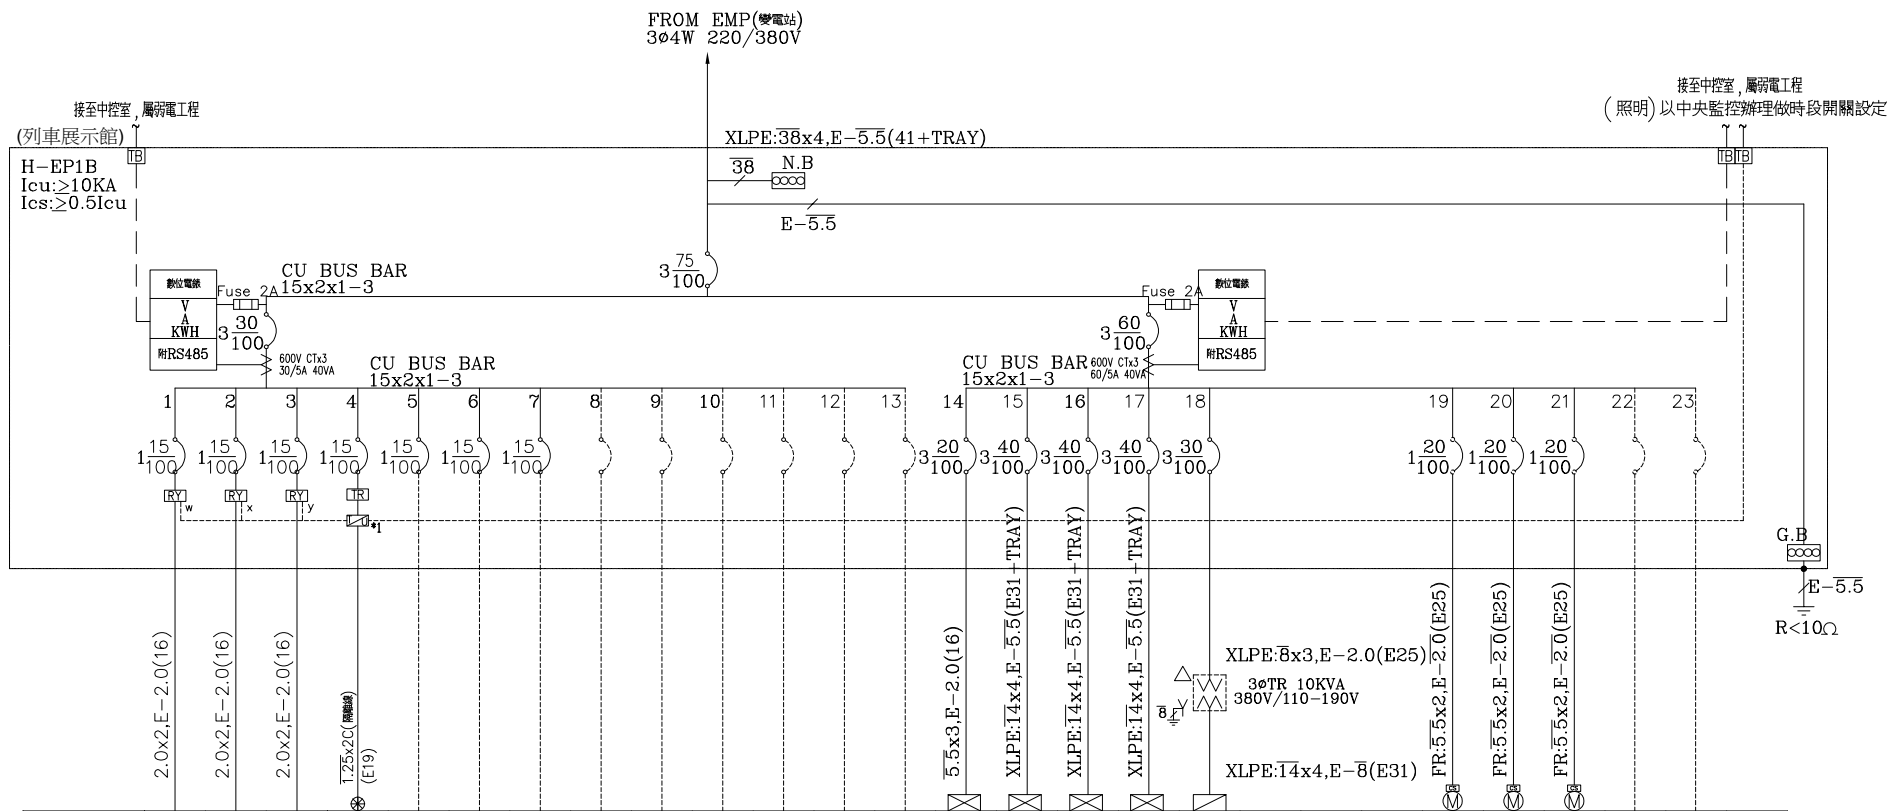 FROM EMP(變電站)
3ø4W 220/380V
接至中控室 , 屬弱電工程
(列車展示館)
接至中控室 , 屬弱電工程
( 照明) 以中央監控辦理做時段開關設定
XLPE:38x4,E-5.5(41+TRAY)
TB
TB TB
H-EP1B
Icu:≥10KA
Ics:≥0.5Icu
38
N.B
E-5.5
3 75/100
CU BUS BAR
15x2x1-3
數位電錶
V
A
KWH
附RS485
Fuse 2A
3 30/100
600V CTx3
30/5A 40VA
CU BUS BAR
15x2x1-3
Fuse 2A
數位電錶
V
A
KWH
附RS485
3 60/100
600V CTx3
60/5A 40VA
CU BUS BAR
15x2x1-3
1 2 3 4 5 6 7 8 9 10 11 12 13 14 15 16 17 18 19 20 21 22 23
1 15/100 1 15/100 1 15/100 1 15/100 1 15/100 1 15/100 1 15/100 3 20/100 3 40/100 3 40/100 3 40/100 3 30/100 1 20/100 1 20/100 1 20/100
RY RY RY TR
w x y
*1
G.B
E-5.5
R<10Ω
2.0x2,E-2.0(16)
2.0x2,E-2.0(16)
2.0x2,E-2.0(16)
1.25x2C(隔離線)
(E19)
5.5x3,E-2.0(16)
XLPE:14x4,E-5.5(E31+TRAY)
XLPE:14x4,E-5.5(E31+TRAY)
XLPE:14x4,E-5.5(E31+TRAY)
XLPE:8x3,E-2.0(E25)
3øTR 10KVA
380V/110-190V
8
Y
XLPE:14x4,E-8(E31)
FR:5.5x2,E-2.0(E25)
FR:5.5x2,E-2.0(E25)
FR:5.5x2,E-2.0(E25)
M M M